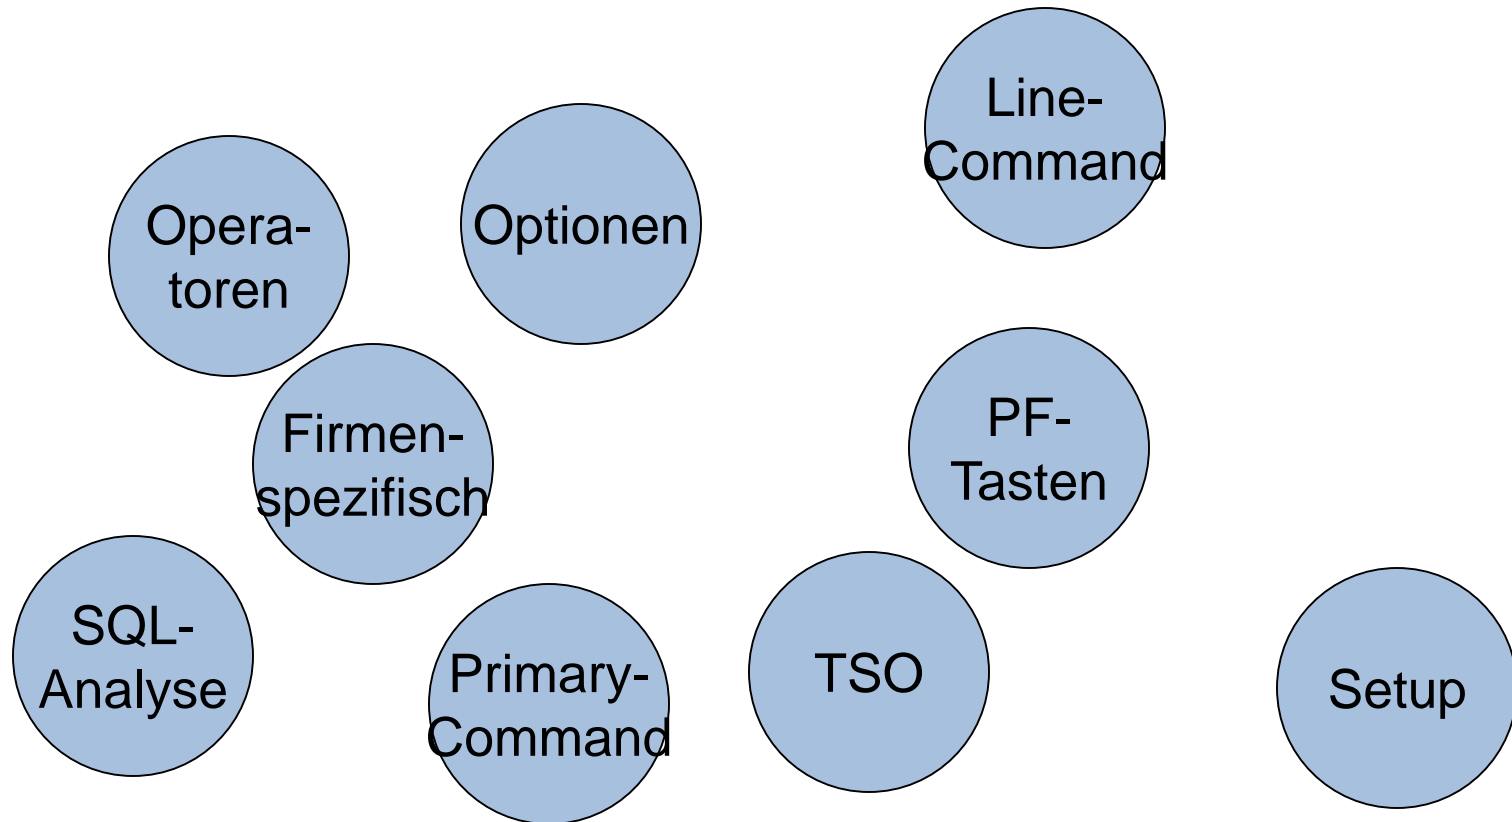 Line-
Command
Opera-
toren
Optionen
Firmen-
spezifisch
PF-
Tasten
SQL-
Analyse
Primary-
Command
TSO
Setup